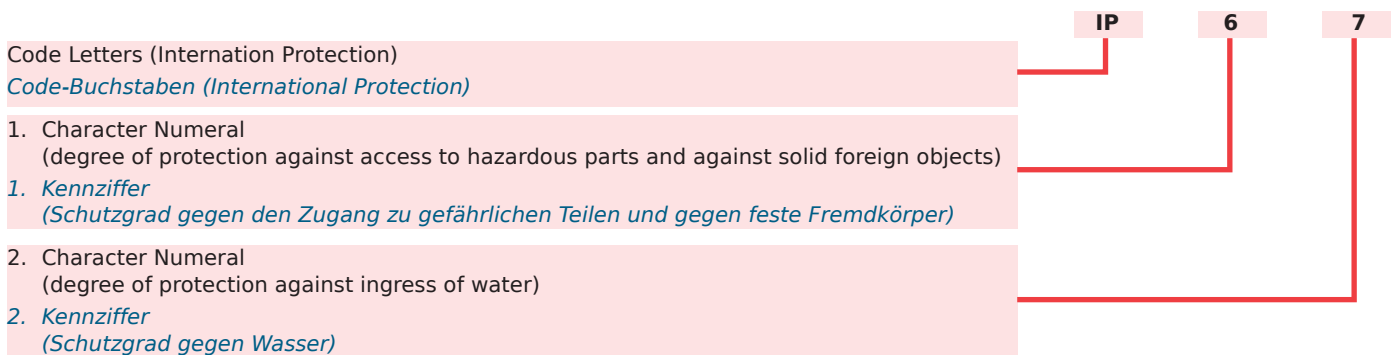 IP 6 7
Code Letters (Internation Protection)
Code-Buchstaben (International Protection)
1. Character Numeral
(degree of protection against access to hazardous parts and against solid foreign objects)
1. Kennziffer
(Schutzgrad gegen den Zugang zu gefährlichen Teilen und gegen feste Fremdkörper)
2. Character Numeral
(degree of protection against ingress of water)
2. Kennziffer
(Schutzgrad gegen Wasser)